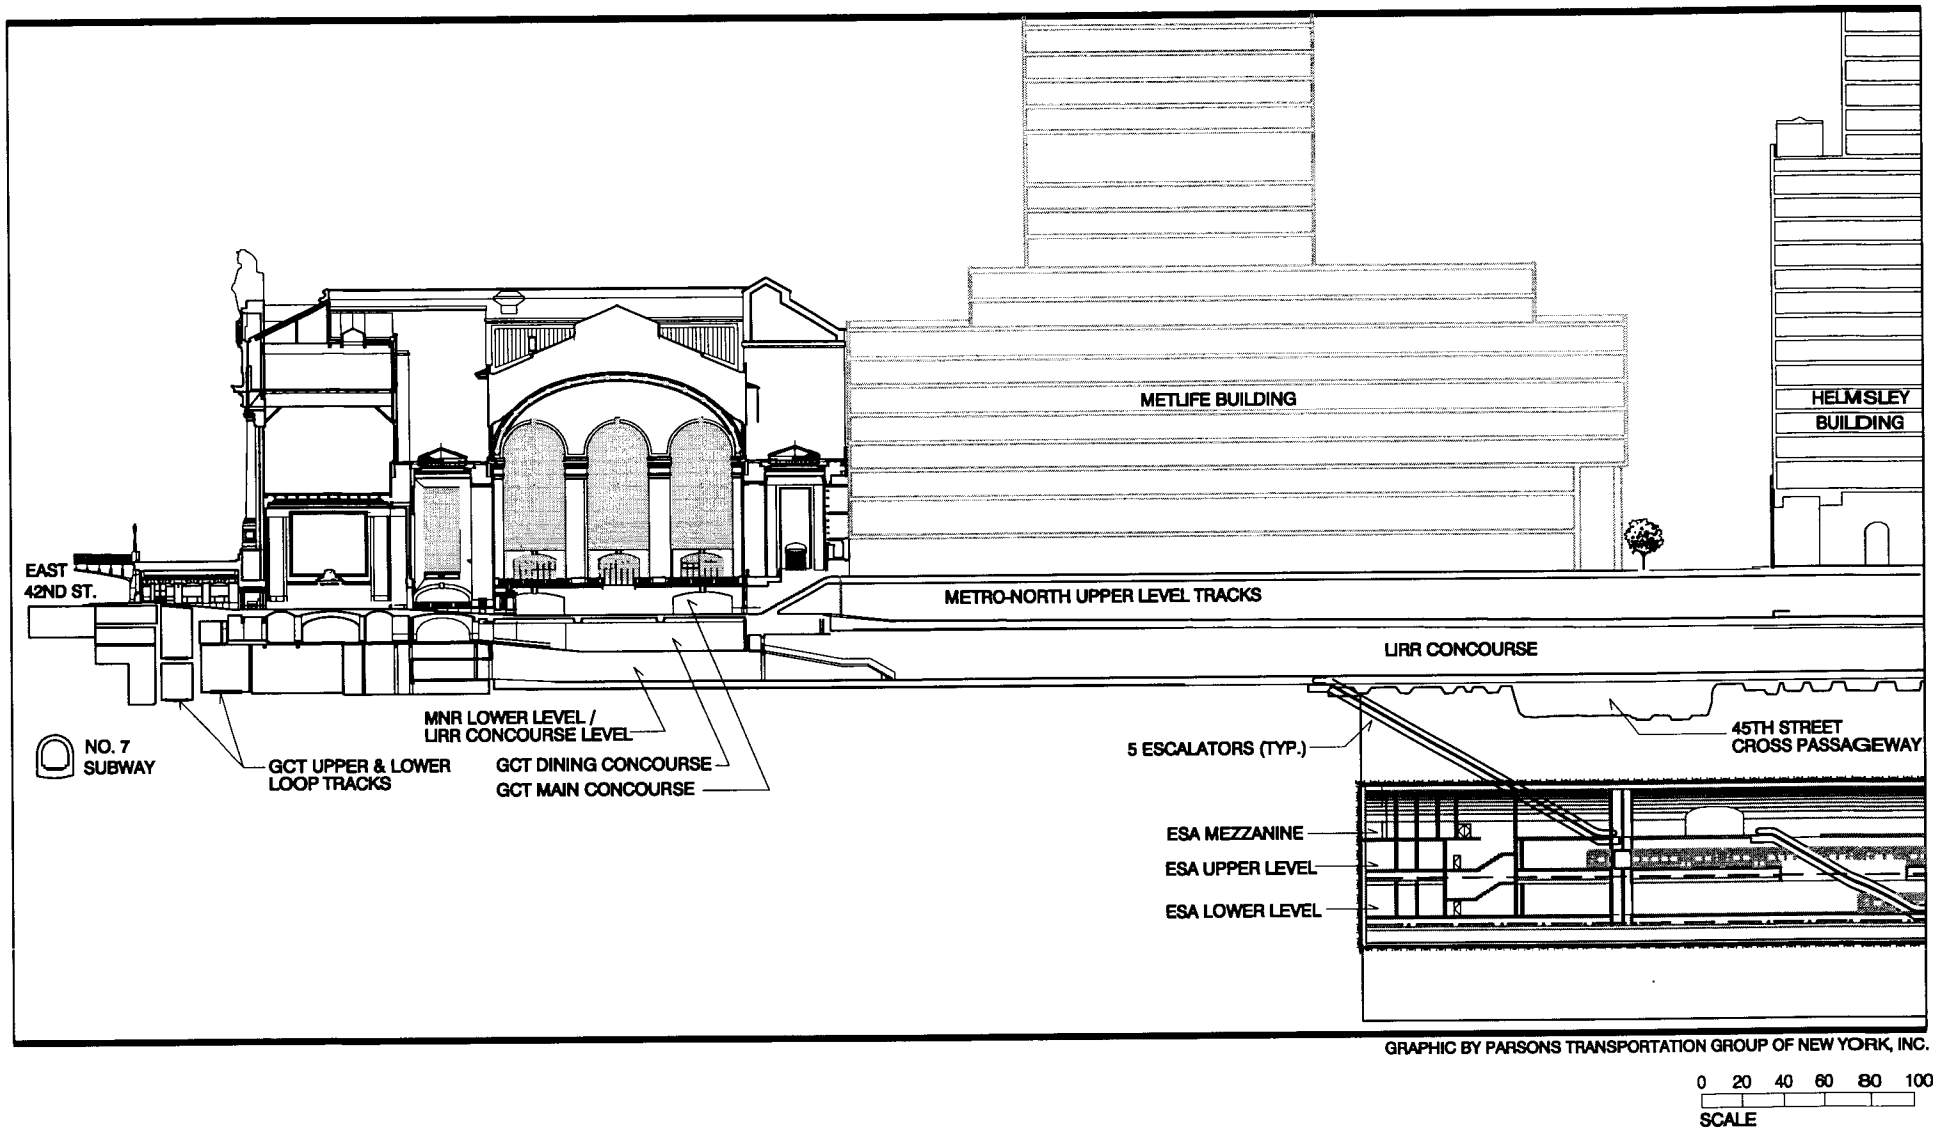 METLIFE BUILDING
HELMSLEY
BUILDING
EAST
42ND ST.
METRO-NORTH UPPER LEVEL TRACKS
LIRR CONCOURSE
MNR LOWER LEVEL /
LIRR CONCOURSE LEVEL
45TH STREET
CROSS PASSAGEWAY
NO. 7
SUBWAY
5 ESCALATORS (TYP.)
GCT UPPER & LOWER
LOOP TRACKS
GCT DINING CONCOURSE
GCT MAIN CONCOURSE
ESA MEZZANINE
ESA UPPER LEVEL
ESA LOWER LEVEL
GRAPHIC BY PARSONS TRANSPORTATION GROUP OF NEW YORK, INC.
0 20 40 60 80 100
SCALE